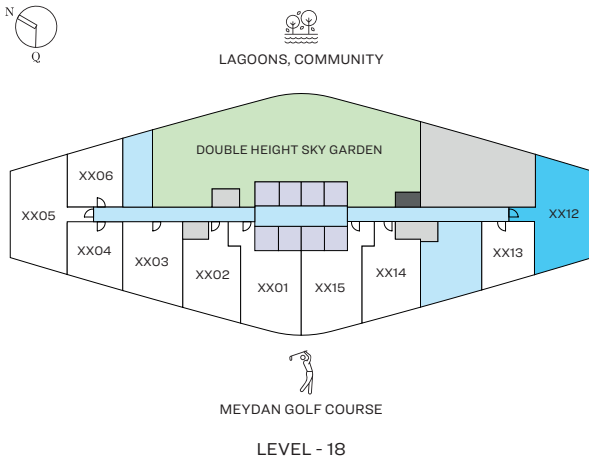 N
Q
LAGOONS, COMMUNITY
DOUBLE HEIGHT SKY GARDEN
XX06
XX05
XX12
XX04
XX03
XX02
XX01
XX15
XX14
XX13
MEYDAN GOLF COURSE
LEVEL - 18